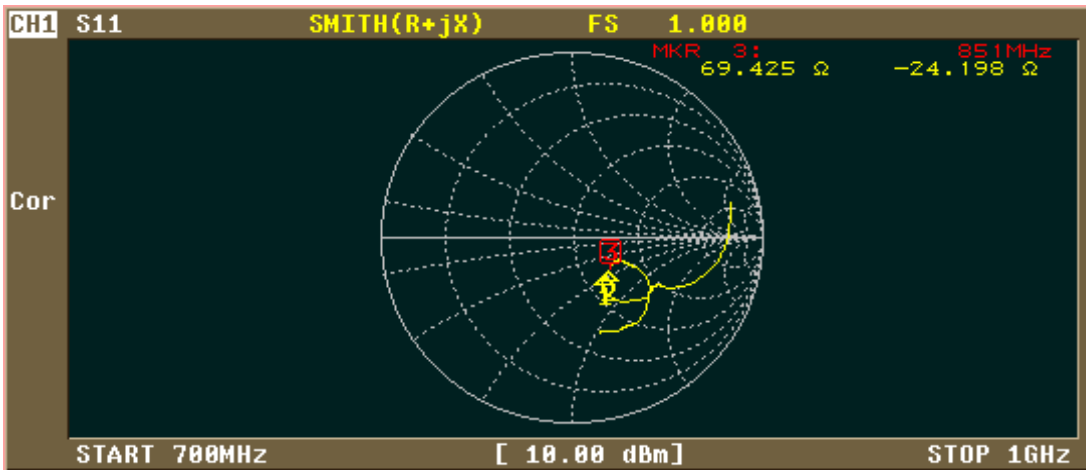 CH1 S11 SMITH(R+jX) FS 1.000
MKR 3: 851MHz
69.425 Ω -24.198 Ω
Cor
3
START 700MHz [ 10.00 dBm] STOP 1GHz